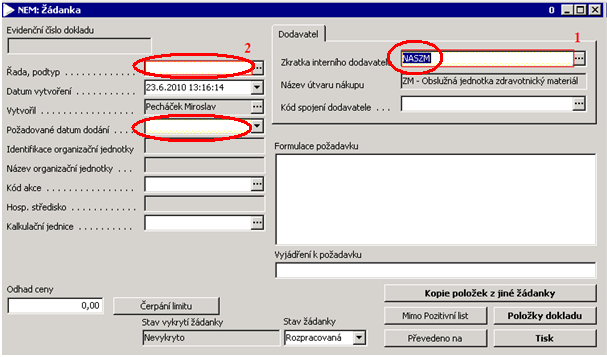 NEM: Žádanka 0
Evidenční číslo dokladu
2
Řada, podtyp
Datum vytvoření 23.6.2010 13:16:14
Vytvořil Pecháček Miroslav
Požadované datum dodání
Identifikace organizační jednotky
Název organizační jednotky
Kód akce
Hosp. středisko
Kalkulační jednice
Dodavatel
1
Zkratka interního dodavatele NASZM
Název útvaru nákupu ZM - Obslužná jednotka zdravotnický materiál
Kód spojení dodavatele
Formulace požadavku
Vyjádření k požadavku
Odhad ceny
0,00
Čerpání limitu
Stav vykrytí žádanky
Nevykryto
Stav žádanky
Rozpracovaná
Kopie položek z jiné žádanky
Mimo Pozitivní list
Položky dokladu
Převedeno na
Tisk